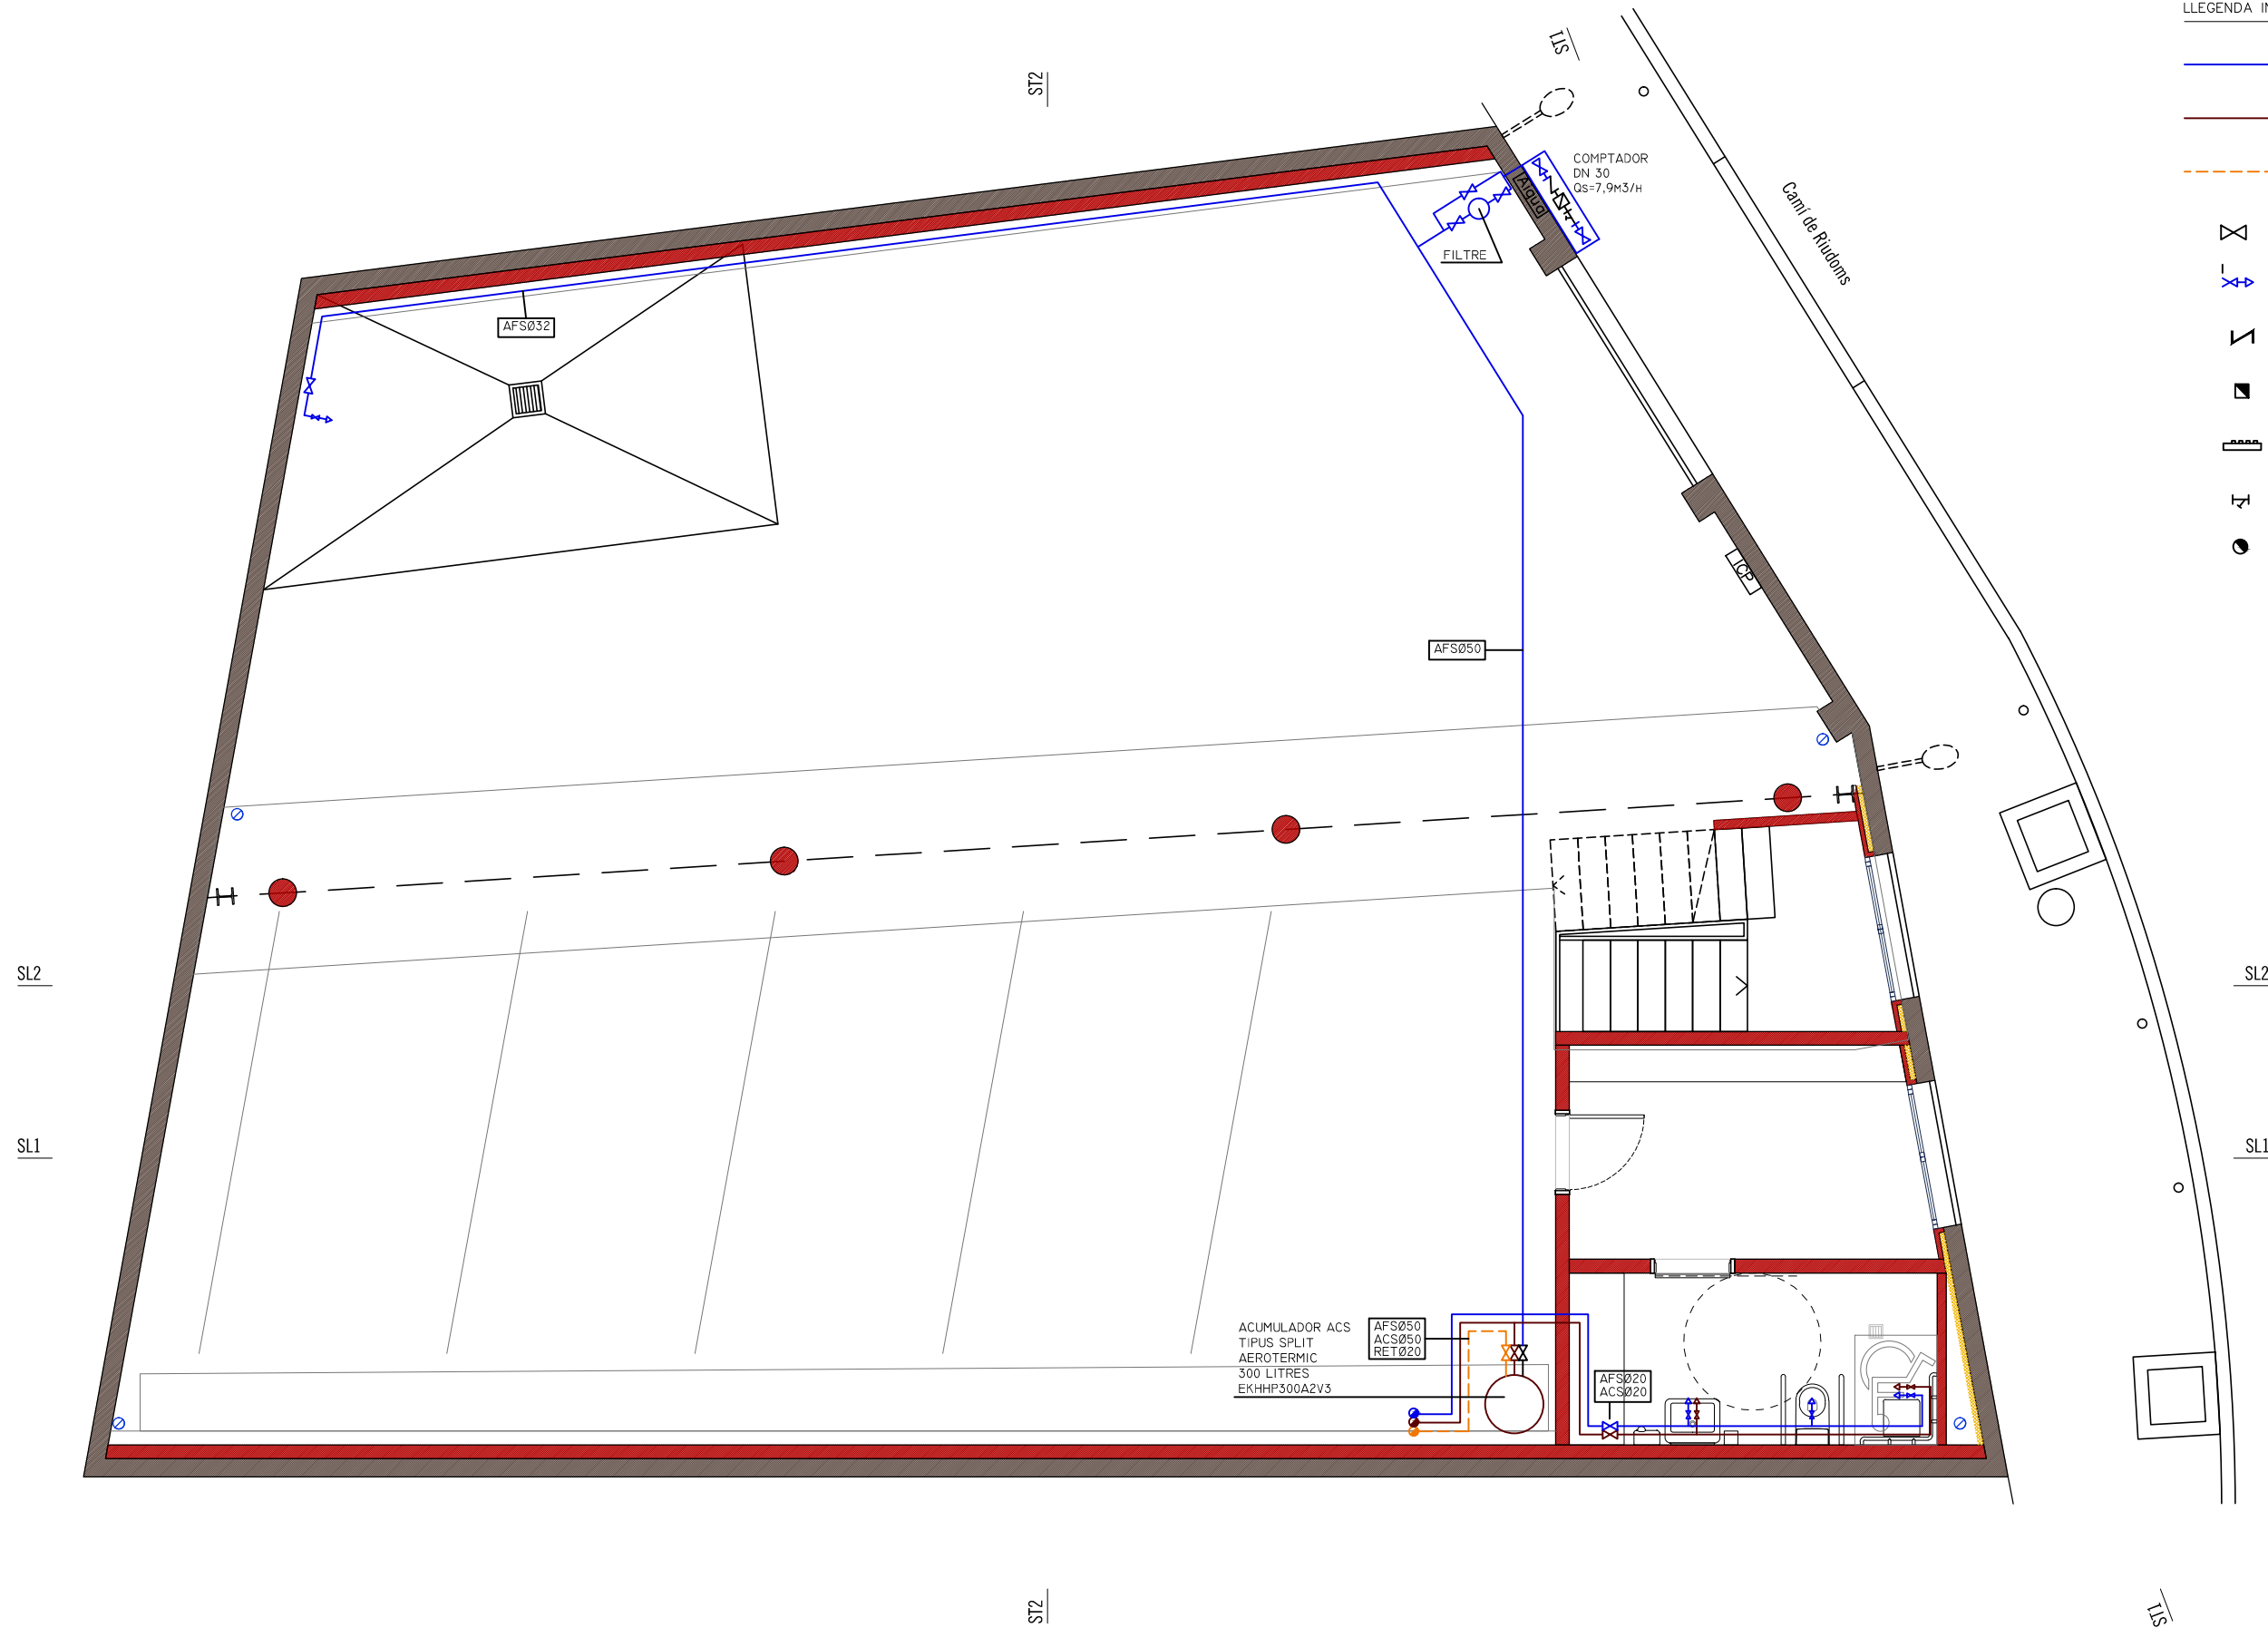 LLEGENDA
ST1
ST2
COMPTADOR
DN 30
Qs=7,9M3/H
Aigua
FILTRE
Camí de Riudoms
AFSØ32
ICP
AFSØ50
SL2
SL2
SL1
SL1
ACUMULADOR ACS
TIPUS SPLIT
AEROTERMIC
300 LITRES
EKHHP300A2V3
AFSØ50
ACSØ50
RETØ20
AFSØ20
ACSØ20
ST2
ST1